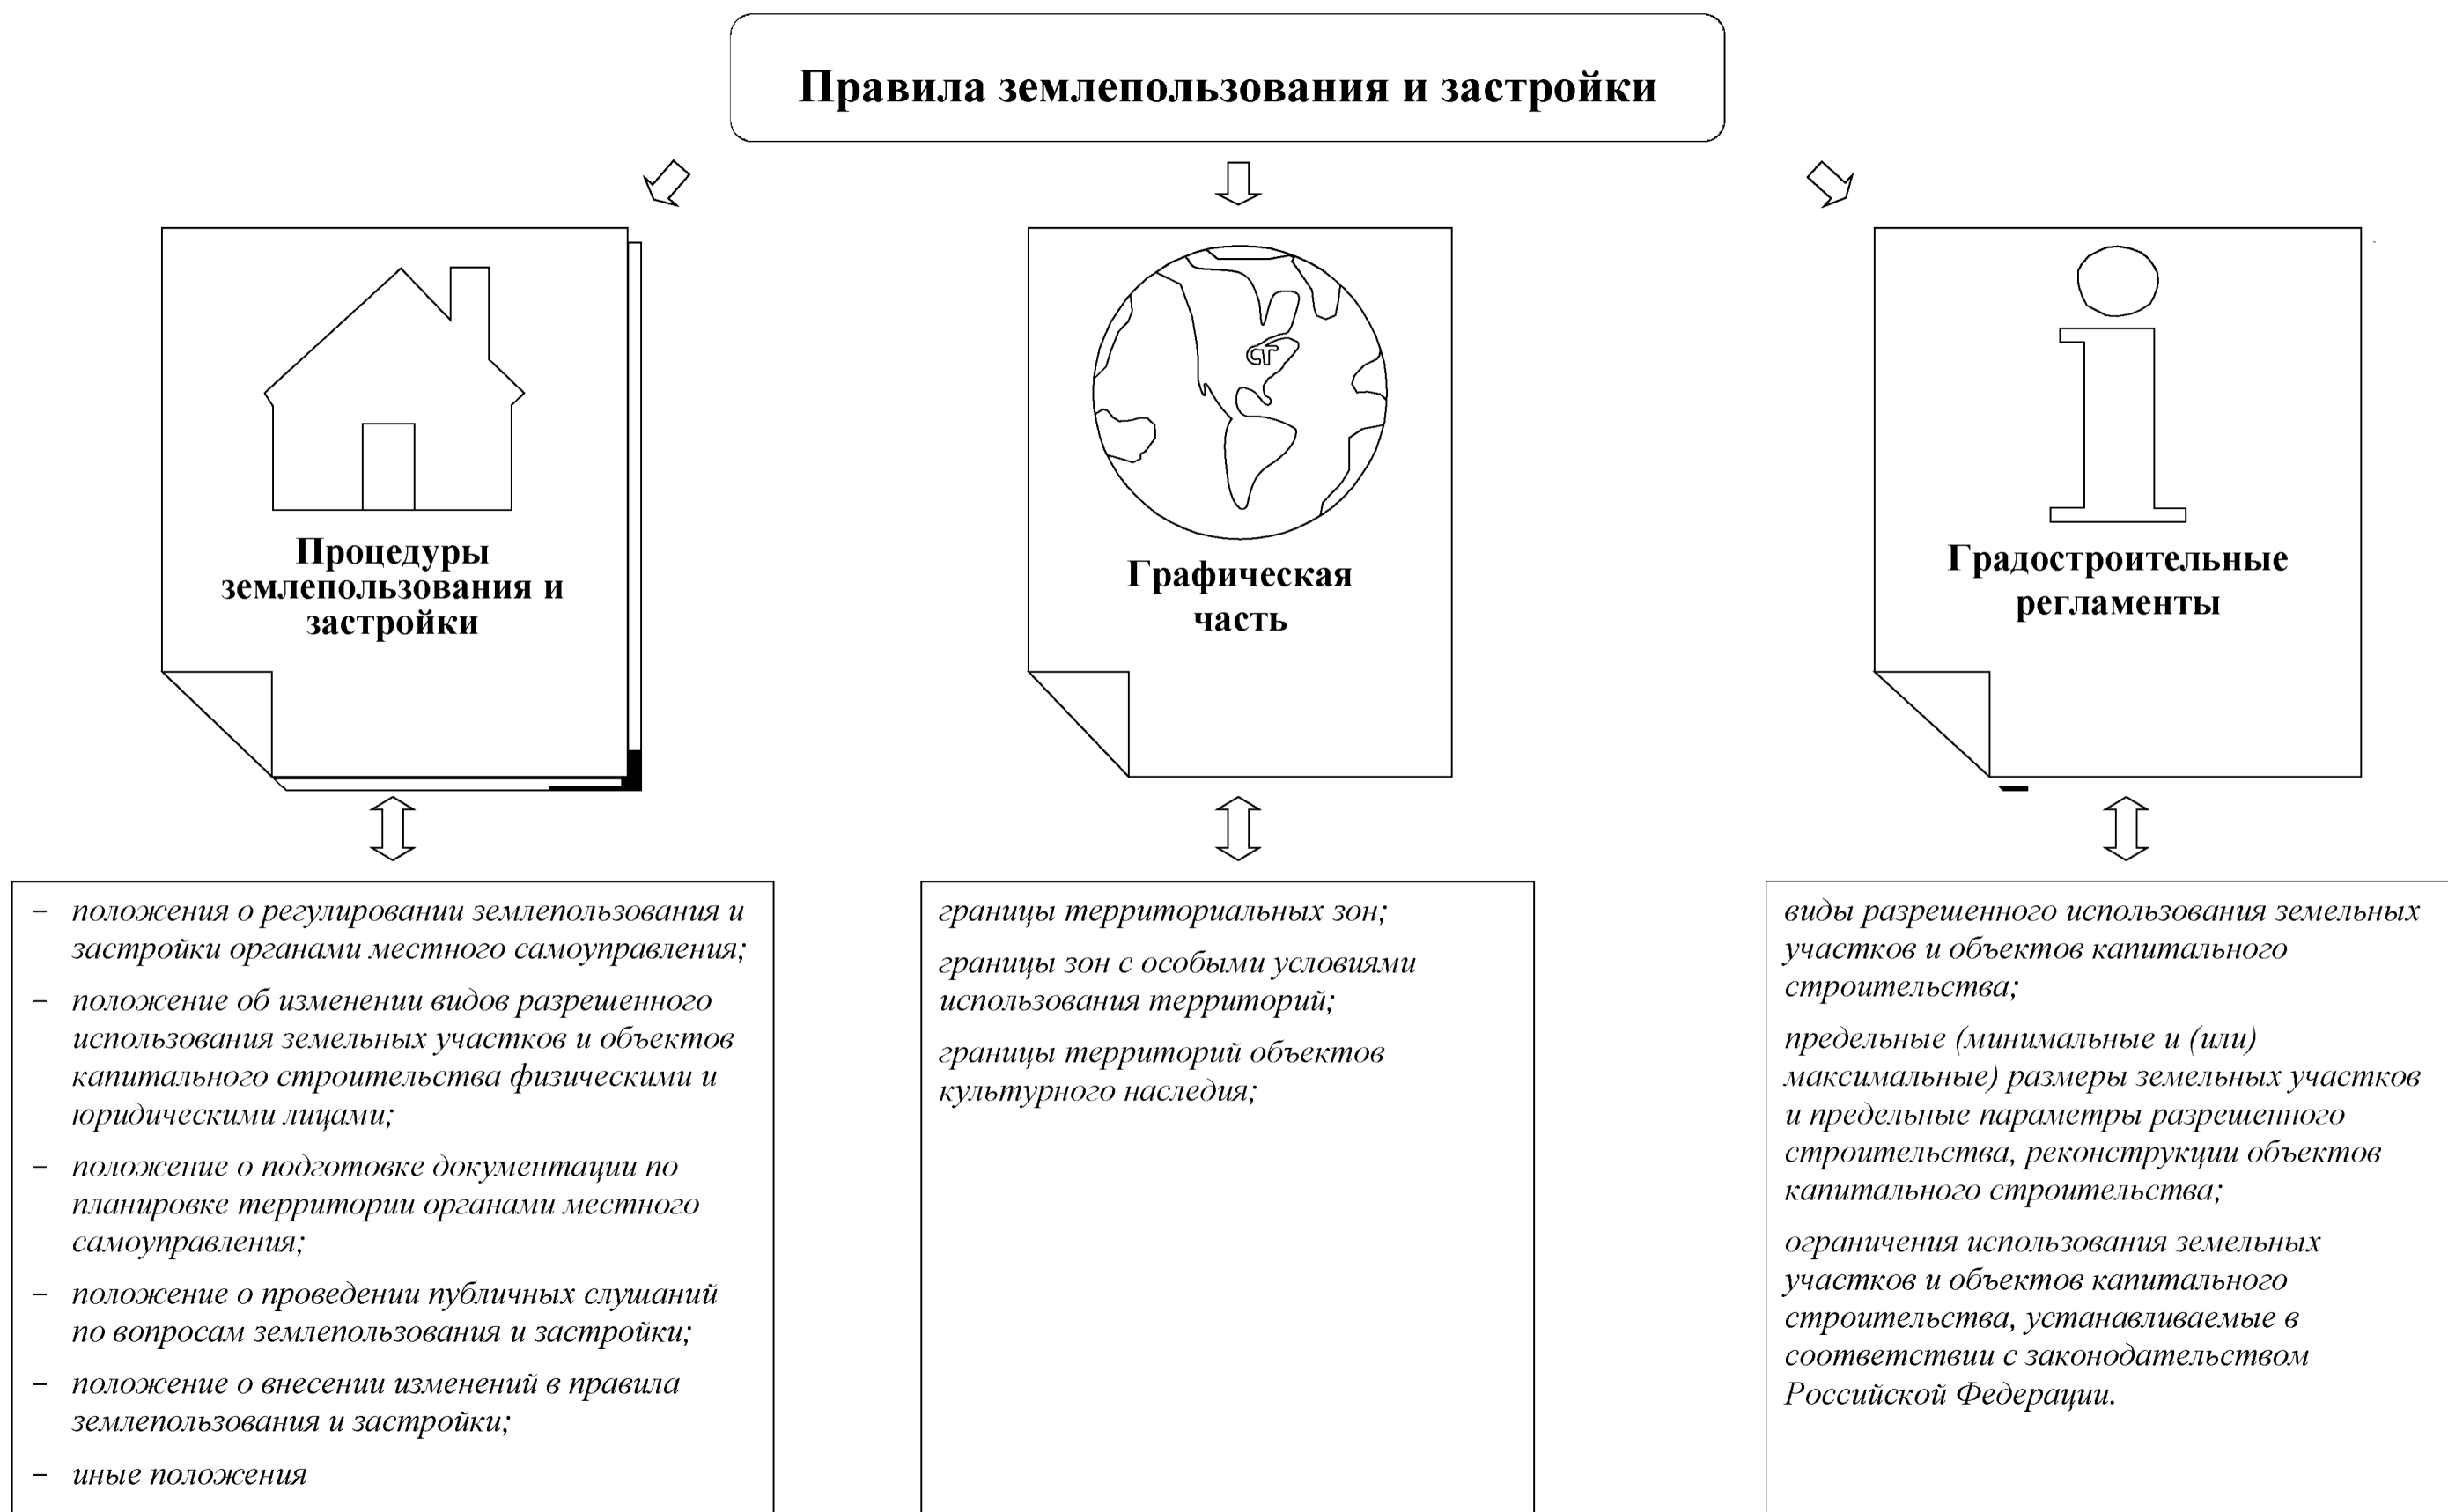 Правила землепользования и застройки
Процедуры
землепользования и
застройки
Графическая
часть
Градостроительные
регламенты
– положения о регулировании землепользования и
застройки органами местного самоуправления;
– положение об изменении видов разрешенного
использования земельных участков и объектов
капитального строительства физическими и
юридическими лицами;
– положение о подготовке документации по
планировке территории органами местного
самоуправления;
– положение о проведении публичных слушаний
по вопросам землепользования и застройки;
– положение о внесении изменений в правила
землепользования и застройки;
– иные положения
границы территориальных зон;
границы зон с особыми условиями
использования территорий;
границы территорий объектов
культурного наследия;
виды разрешенного использования земельных
участков и объектов капитального
строительства;
предельные (минимальные и (или)
максимальные) размеры земельных участков
и предельные параметры разрешенного
строительства, реконструкции объектов
капитального строительства;
ограничения использования земельных
участков и объектов капитального
строительства, устанавливаемые в
соответствии с законодательством
Российской Федерации.